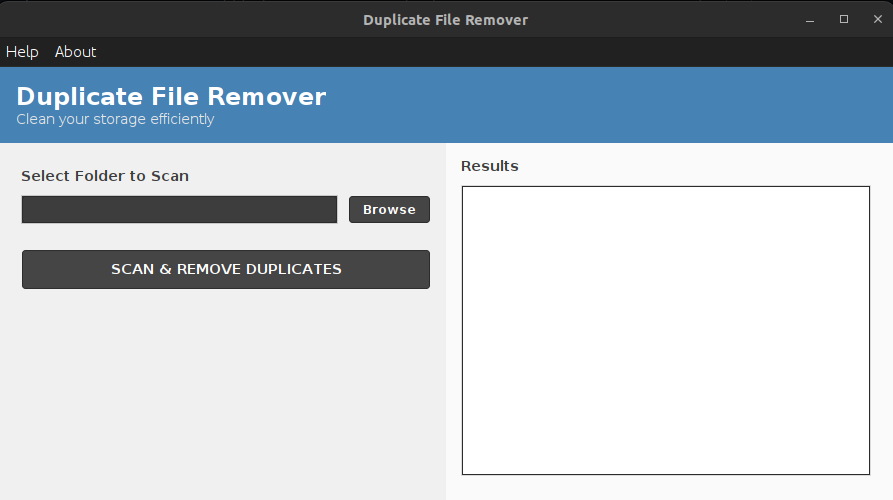 Duplicate File Remover
Help About
Duplicate File Remover
Clean your storage efficiently
Select Folder to Scan
Browse
SCAN & REMOVE DUPLICATES
Results